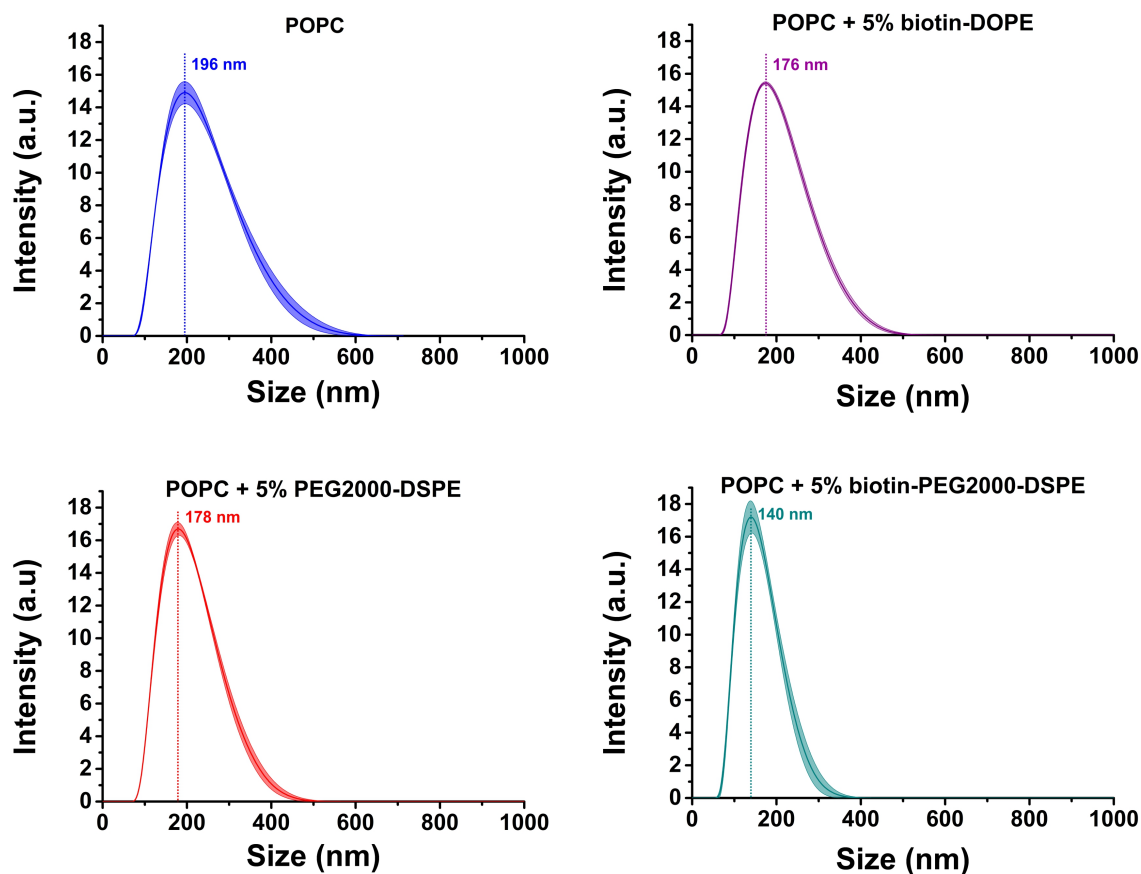 POPC
196 nm
18
16
14
12
10
8
6
4
2
0
0 200 400 600 800 1000
Intensity (a.u.)
Size (nm)
POPC + 5% biotin-DOPE
176 nm
18
16
14
12
10
8
6
4
2
0
0 200 400 600 800 1000
Intensity (a.u.)
Size (nm)
POPC + 5% PEG2000-DSPE
178 nm
18
16
14
12
10
8
6
4
2
0
0 200 400 600 800 1000
Intensity (a.u)
Size (nm)
POPC + 5% biotin-PEG2000-DSPE
140 nm
18
16
14
12
10
8
6
4
2
0
0 200 400 600 800 1000
Intensity (a.u.)
Size (nm)